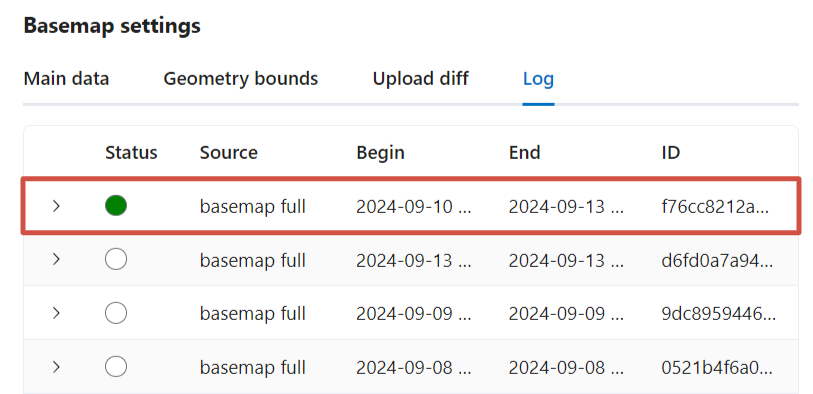 Basemap settings
Main data Geometry bounds Upload diff Log
Status Source Begin End ID
basemap full 2024-09-10 ... 2024-09-13 ... f76cc8212a...
basemap full 2024-09-13 ... 2024-09-13 ... d6fd0a7a94...
basemap full 2024-09-09 ... 2024-09-09 ... 9dc8959446...
basemap full 2024-09-08 ... 2024-09-08 ... 0521b4f6a0...